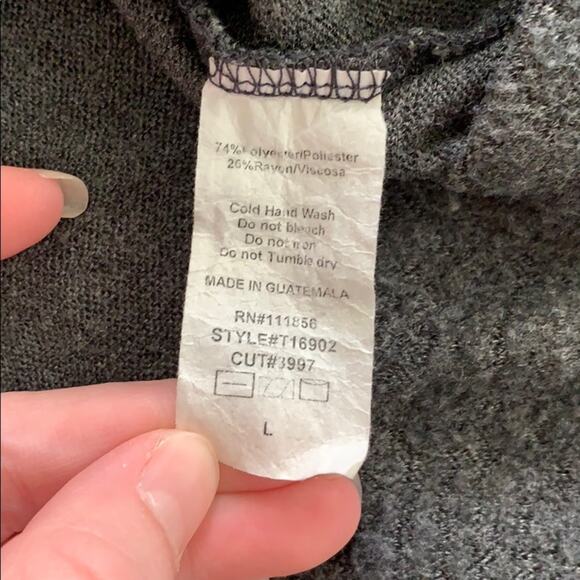 74%Polyester/Poliester
26%Rayon/Viscosa
Cold Hand Wash
Do not bleach
Do not iron
Do not Tumble dry
MADE IN GUATEMALA
RN#111856
STYLE#T16902
CUT#3997
L